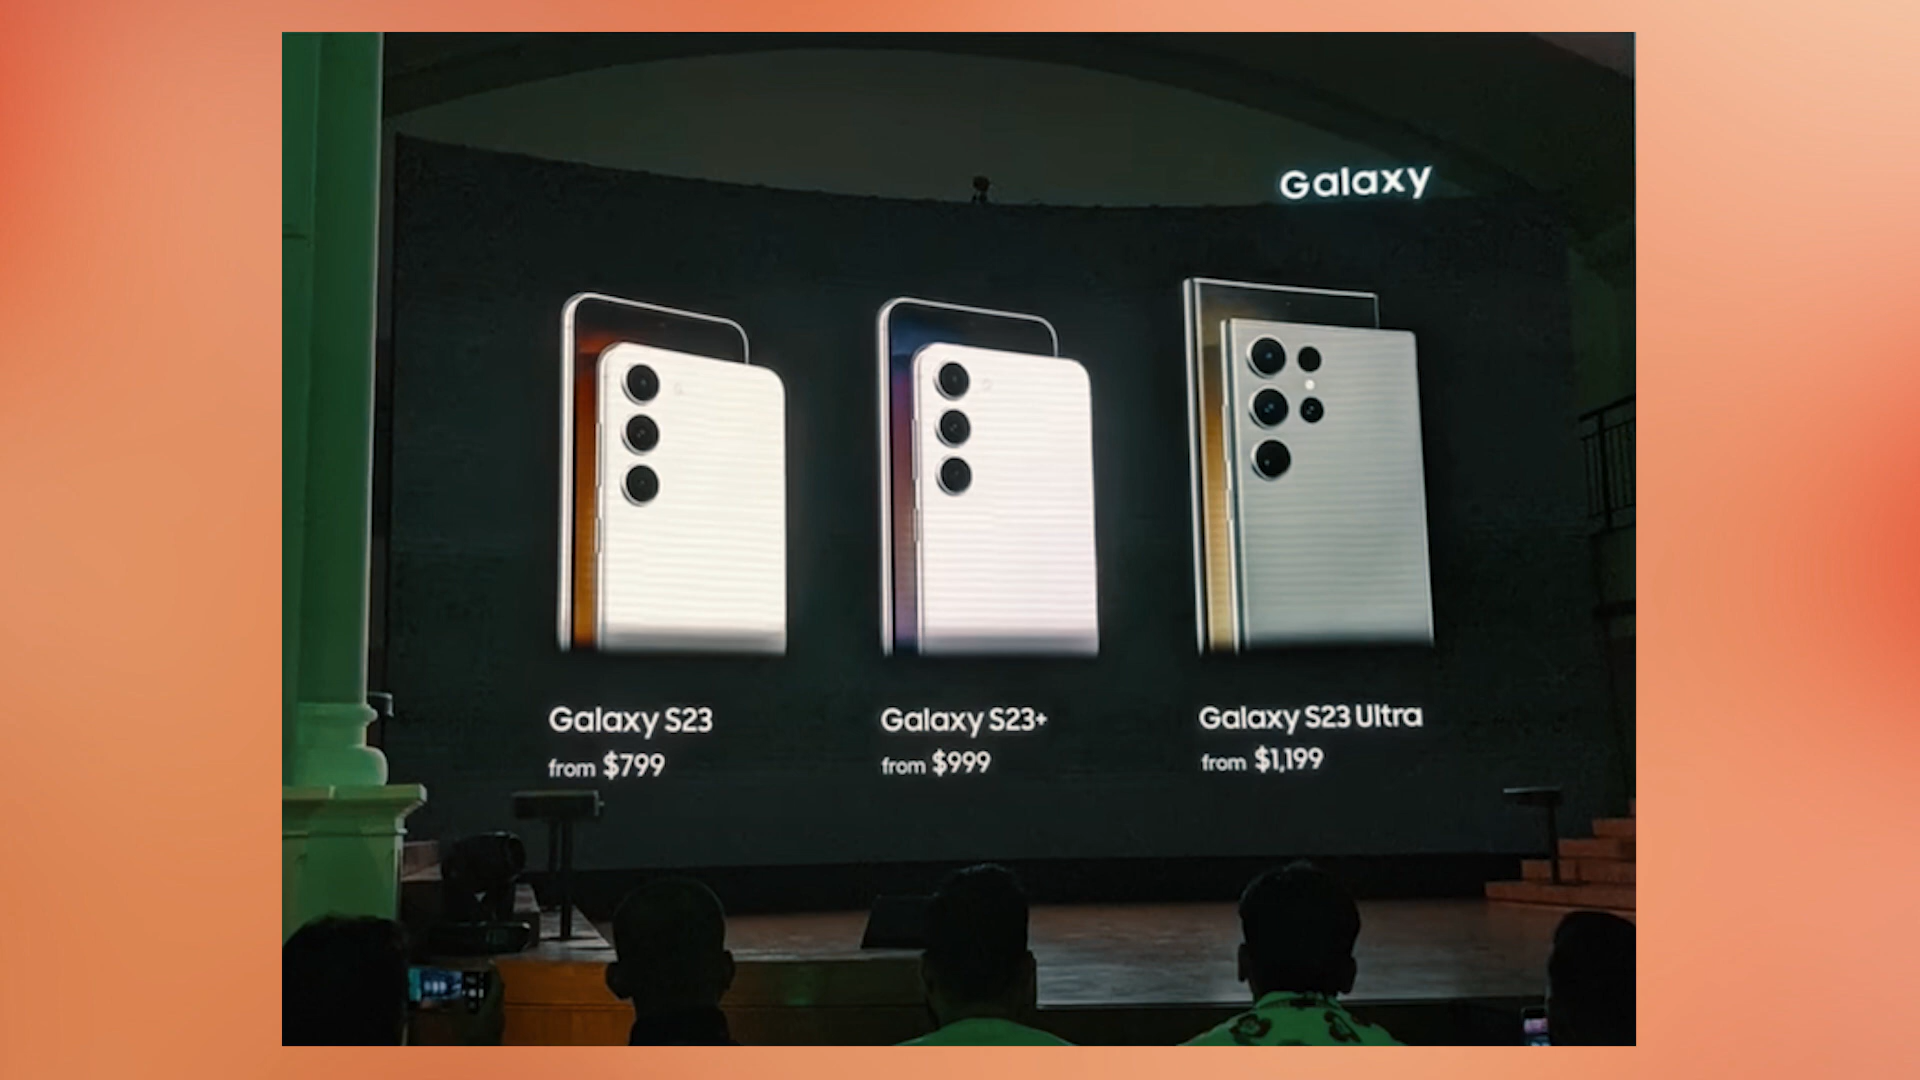 Galaxy
Galaxy S23
from $799
Galaxy S23+
from $999
Galaxy S23 Ultra
from $1,199